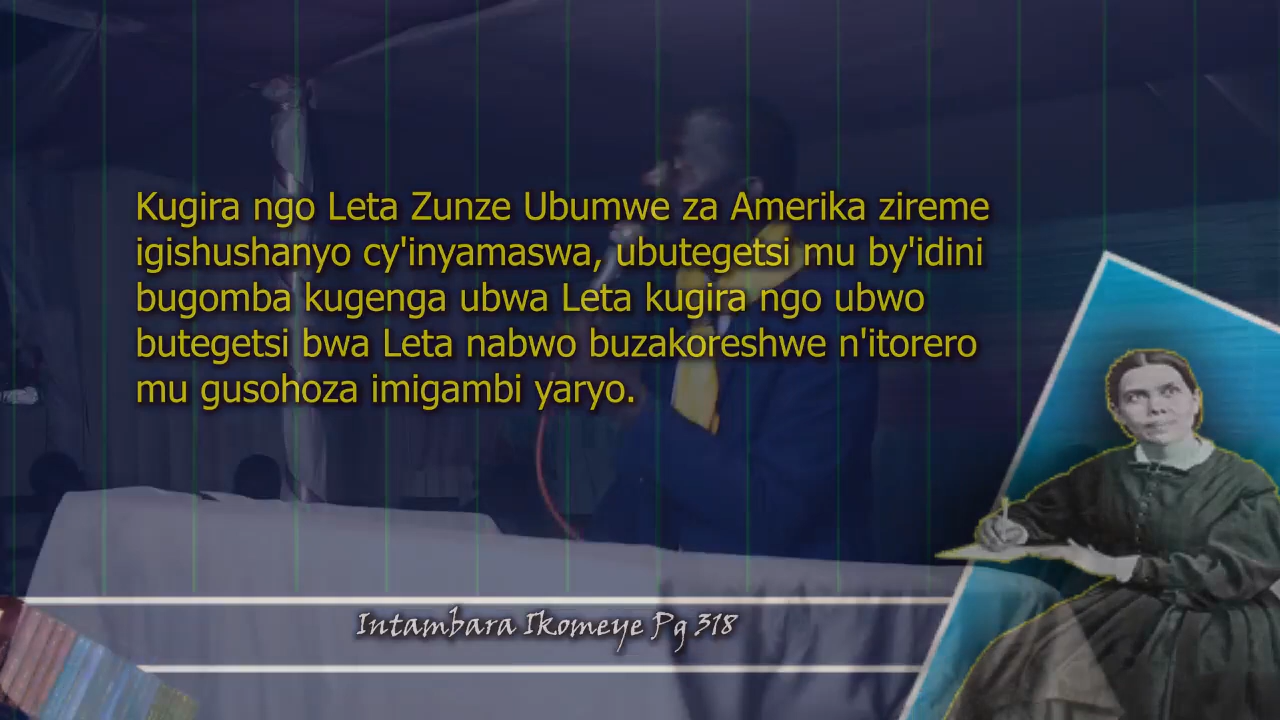 Kugira ngo Leta Zunze Ubumwe za Amerika zireme
igishushanyo cy'inyamaswa, ubutegetsi mu by'idini
bugomba kugenga ubwa Leta kugira ngo ubwo
butegetsi bwa Leta nabwo buzakoreshwe n'itorero
mu gusohoza imigambi yaryo.
Intambara Ikomeye Pg 318